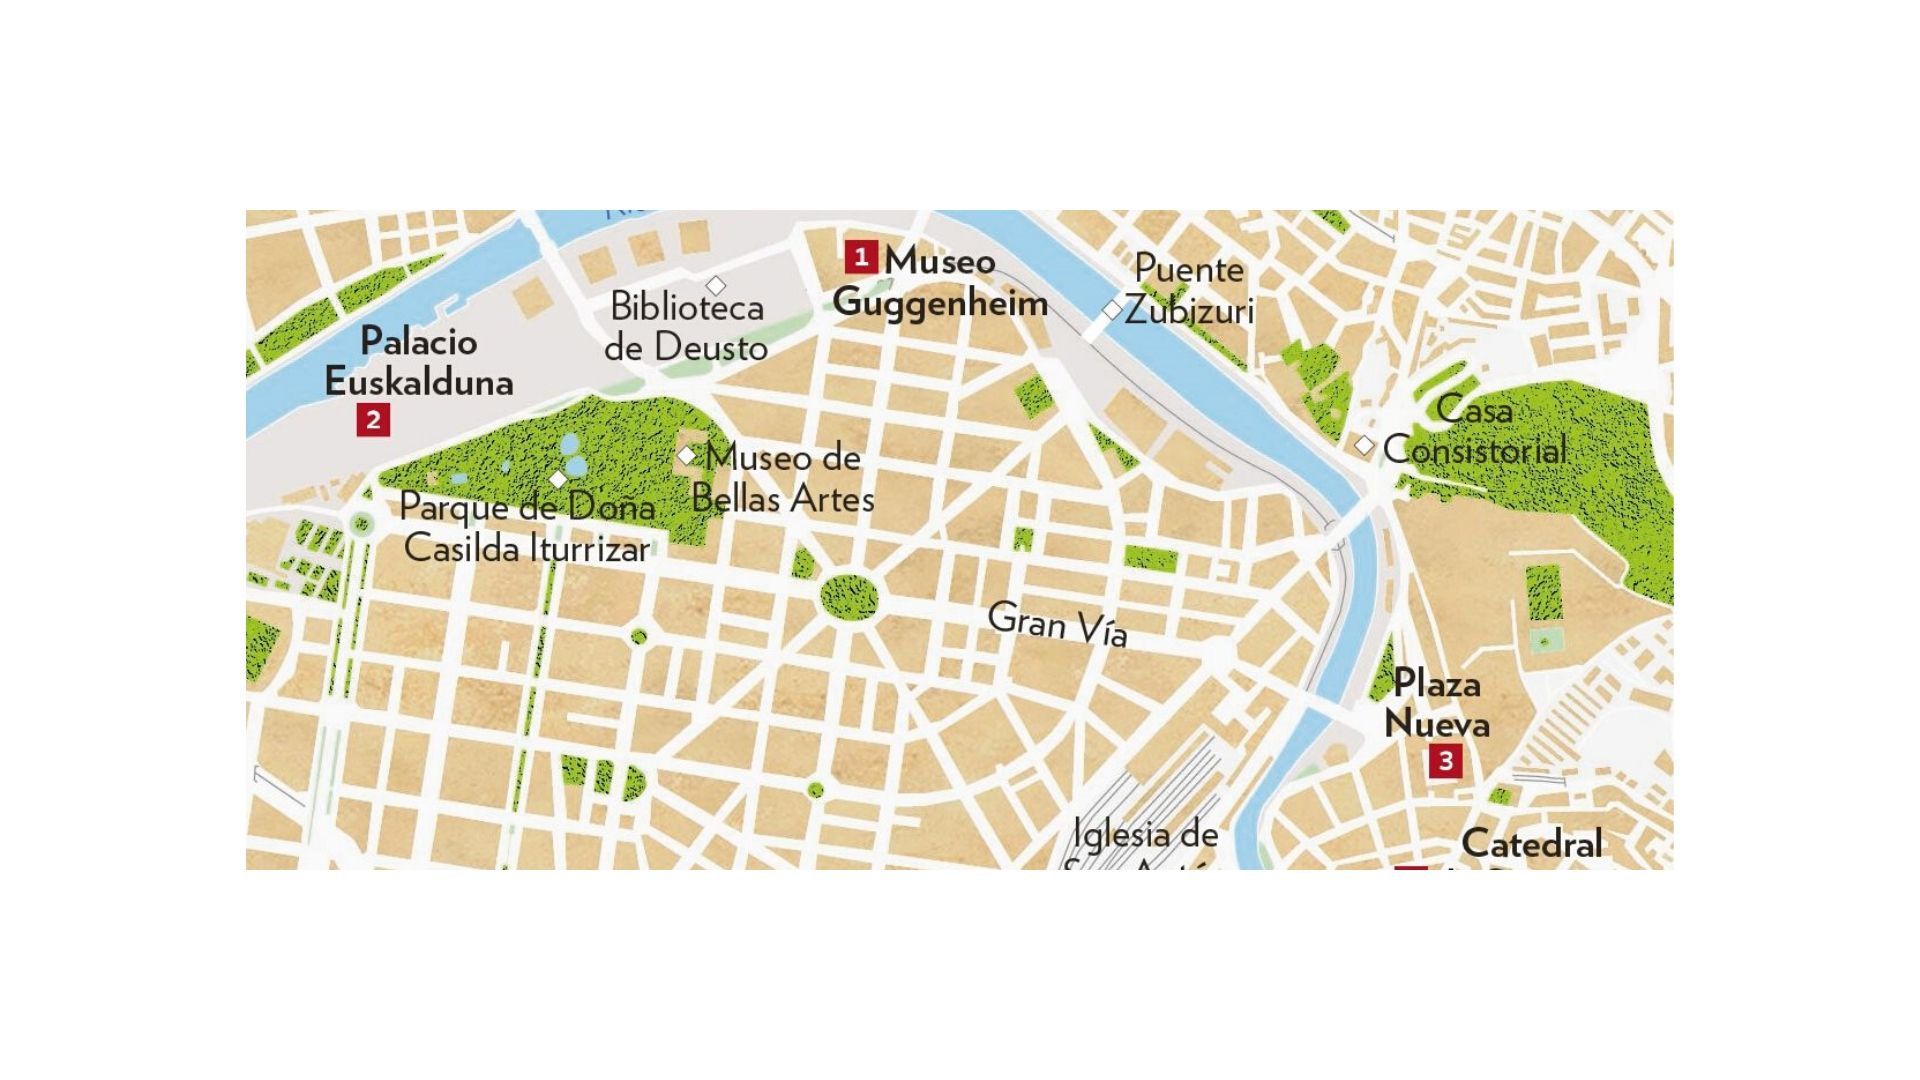 1 Museo
Guggenheim
Puente
Zubizuri
Biblioteca
de Deusto
Palacio
Euskalduna
2
Casa
Consistorial
Museo de
Bellas Artes
Parque de Doña
Casilda Iturrizar
Gran Vía
Plaza
Nueva
3
Iglesia de
Catedral